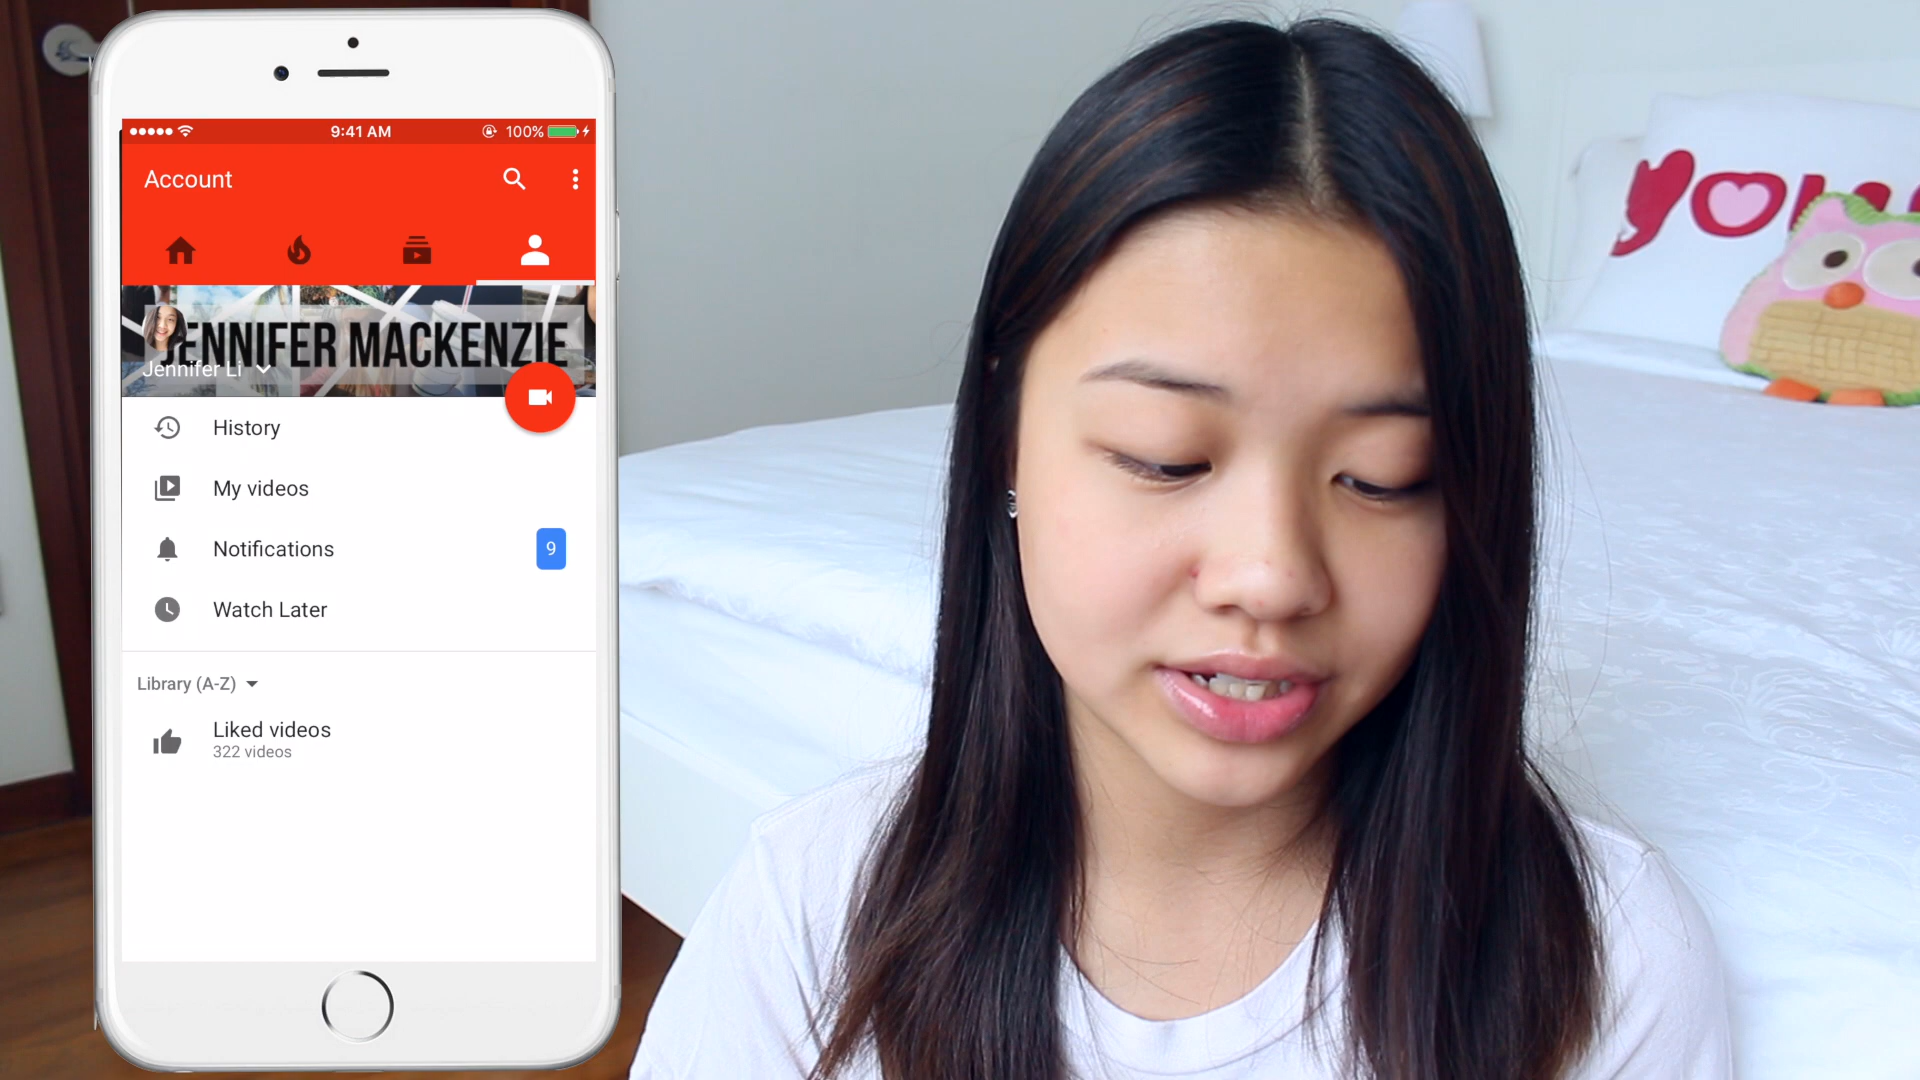 9:41 AM
100%
Account
JENNIFER MACKENZIE
Jennifer Li
History
My videos
Notifications
9
Watch Later
Library (A-Z)
Liked videos
322 videos